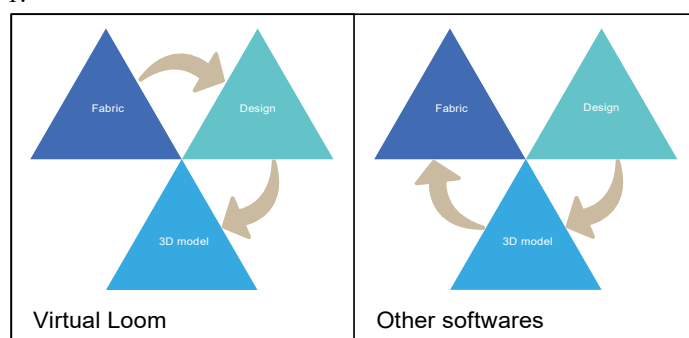 Fabric
Design
3D model
Virtual Loom
Fabric
Design
3D model
Other softwares